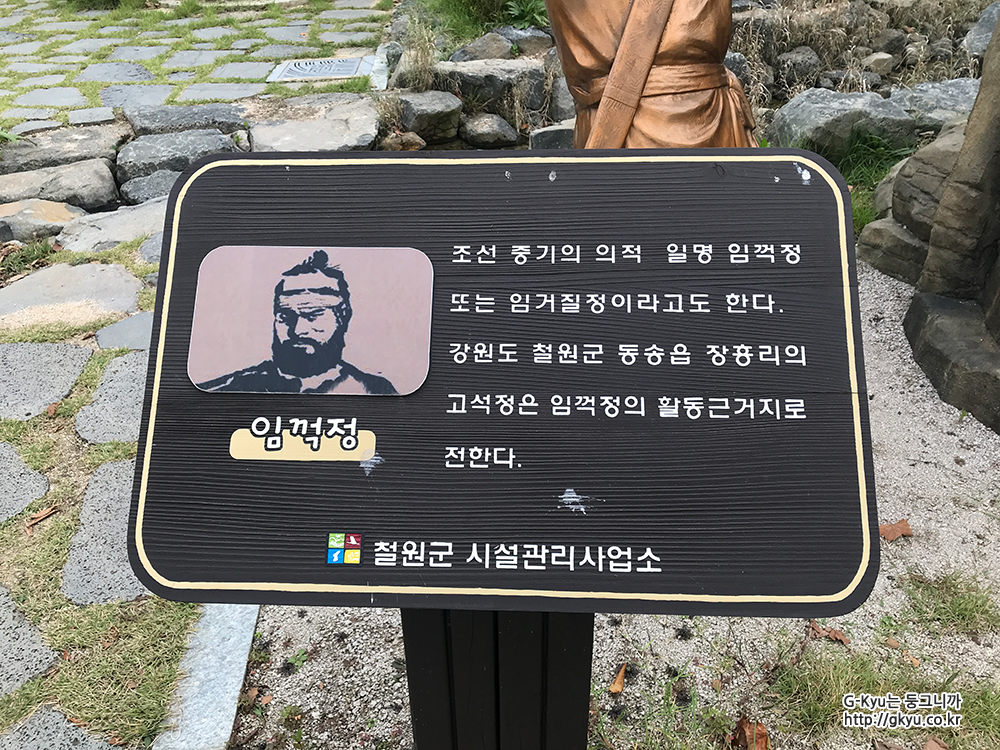 임꺽정
조선 중기의 의적 일명 임꺽정
또는 임거질정이라고도 한다.
강원도 철원군 동송읍 장흥리의
고석정은 임꺽정의 활동근거지로
전한다.
철원군 시설관리사업소
G-Kyu는 둥그니까
http://gkyu.co.kr